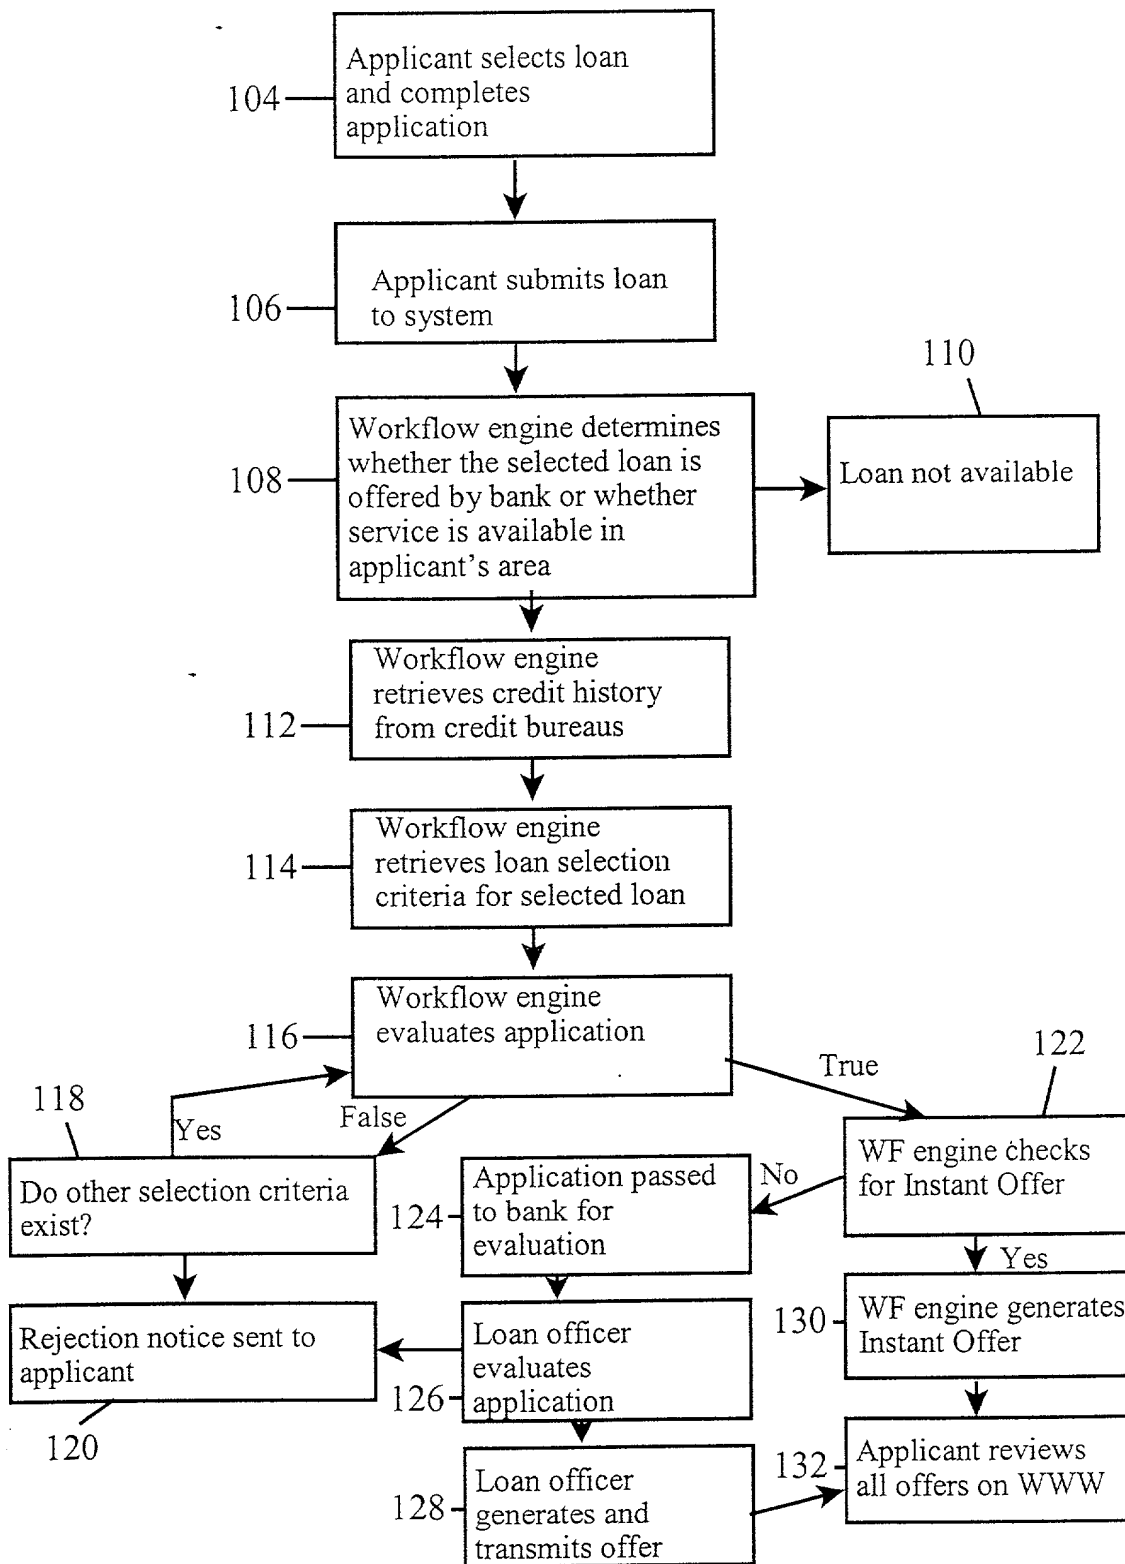 Applicant selects loan
and completes
application
104
Applicant submits loan
to system
106
110
Workflow engine determines
whether the selected loan is
offered by bank or whether
service is available in
applicant's area
108
Loan not available
Workflow engine
retrieves credit history
from credit bureaus
112
Workflow engine
retrieves loan selection
criteria for selected loan
114
Workflow engine
evaluates application
116
True
122
118
Yes
False
Do other selection criteria
exist?
Application passed
to bank for
evaluation
124
No
WF engine checks
for Instant Offer
Yes
Rejection notice sent to
applicant
120
Loan officer
evaluates
application
126
WF engine generates
Instant Offer
130
Loan officer
generates and
transmits offer
128
Applicant reviews
all offers on WWW
132